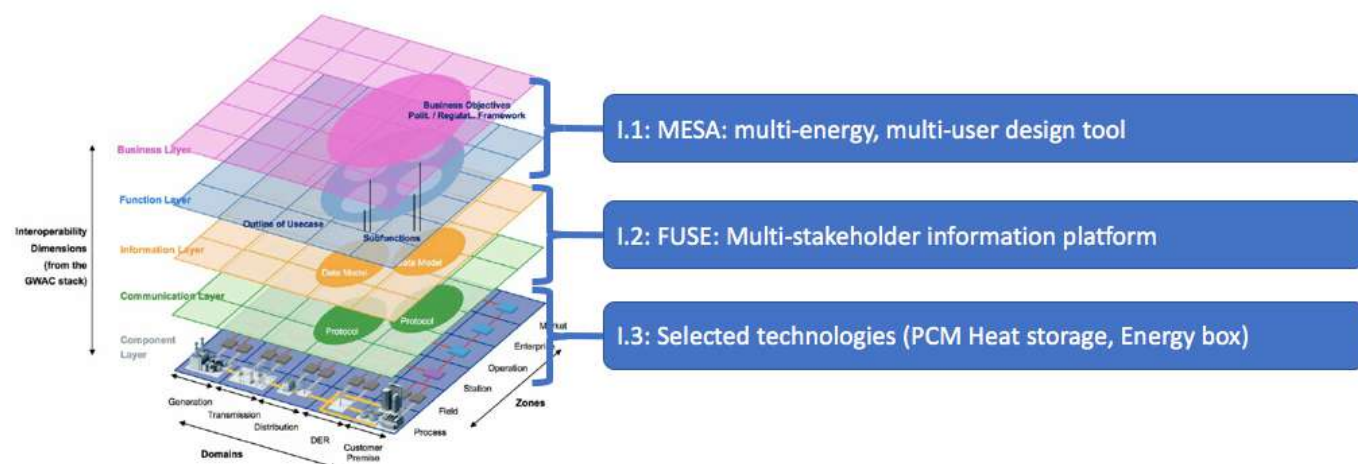 Business Objectives
Polit. / Regulat.. Framework
I.1: MESA: multi-energy, multi-user design tool
Business Layer
Function Layer
Outline of Usecase
Subfunctions
I.2: FUSE: Multi-stakeholder information platform
Interoperability
Dimensions
(from the
GWAC stack)
Information Layer
Data Model
Data Model
Communication Layer
Protocol
Protocol
I.3: Selected technologies (PCM Heat storage, Energy box)
Component
Layer
Market
Enterprise
Operation
Station
Field
Process
Zones
Generation
Transmission
Distribution
DER
Customer
Premise
Domains